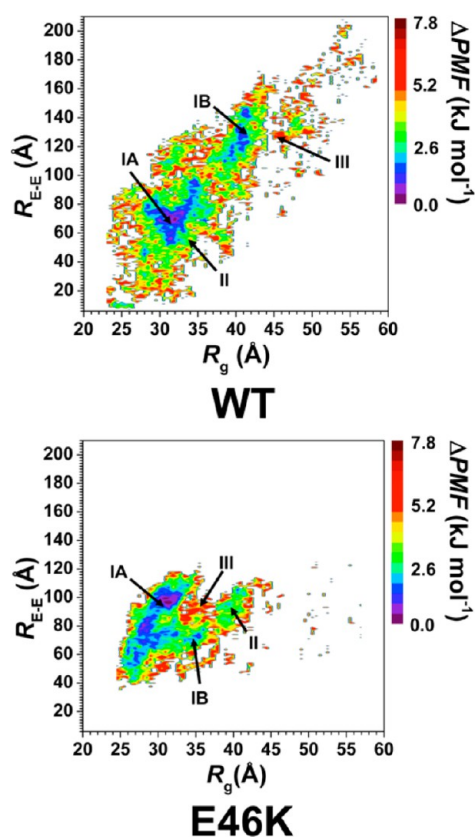 200
180
160
140
120
100
80
60
40
20
R_E-E (Å)
IB
IA
III
II
20 25 30 35 40 45 50 55 60
R_g (Å)
7.8
5.2
2.6
0.0
ΔPMF (kJ mol⁻¹)
WT
200
180
160
140
120
100
80
60
40
20
R_E-E (Å)
IA
III
II
IB
20 25 30 35 40 45 50 55 60
R_g (Å)
7.8
5.2
2.6
0.0
ΔPMF (kJ mol⁻¹)
E46K